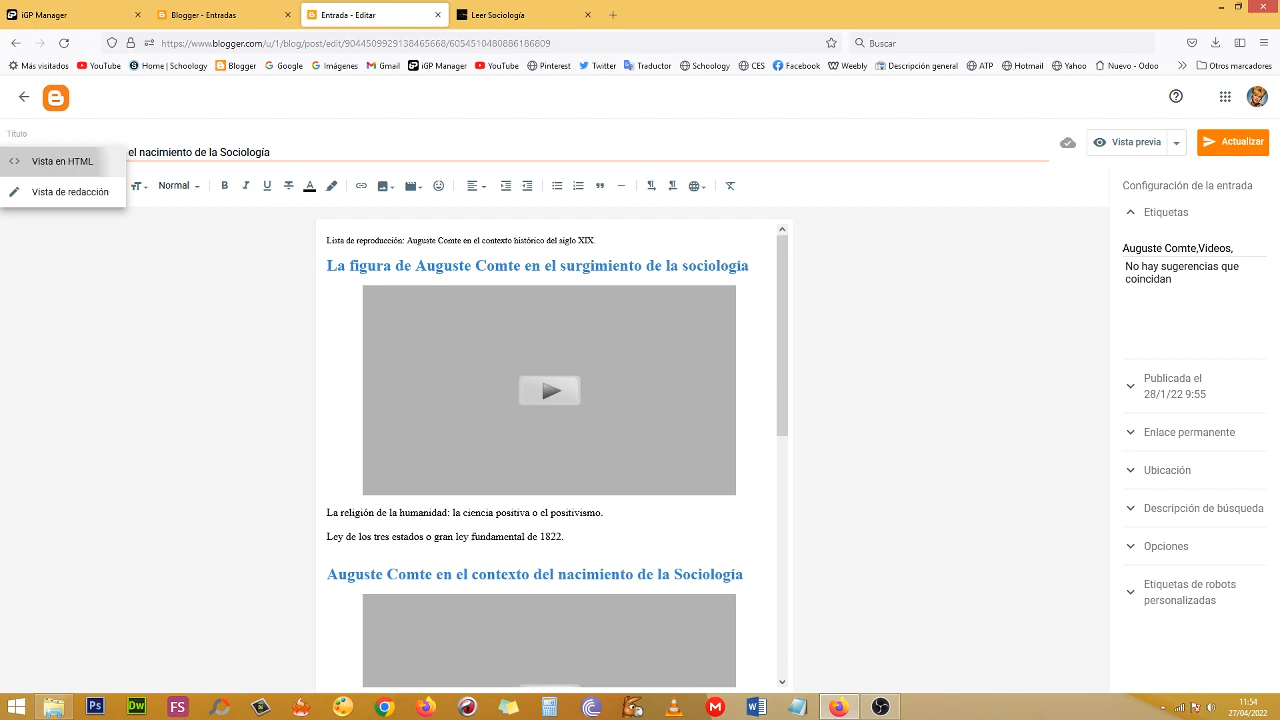 iGP Manager
Blogger - Entradas
Entrada - Editar
Leer Sociología
https://www.blogger.com/u/1/blog/post/edit/9044509929138465668/6054510480886186809
Buscar
Más visitados
YouTube
Home | Schoology
Blogger
Google
Imágenes
Gmail
iGP Manager
YouTube
Pinterest
Twitter
Traductor
Schoology
CES
Facebook
Weebly
Descripción general
ATP
Hotmail
Yahoo
Nuevo - Odoo
Otros marcadores
Título
el nacimiento de la Sociología
Vista previa
Actualizar
Vista en HTML
Vista de redacción
Normal
B
I
U
A
Configuración de la entrada
Etiquetas
Auguste Comte,Videos,
No hay sugerencias que
coincidan
Publicada el
28/1/22 9:55
Enlace permanente
Ubicación
Descripción de búsqueda
Opciones
Etiquetas de robots
personalizadas
Lista de reproducción: Auguste Comte en el contexto histórico del siglo XIX.
La figura de Auguste Comte en el surgimiento de la sociología
La religión de la humanidad: la ciencia positiva o el positivismo.
Ley de los tres estados o gran ley fundamental de 1822.
Auguste Comte en el contexto del nacimiento de la Sociología
Ps
Dw
FS
11:54
27/04/2022